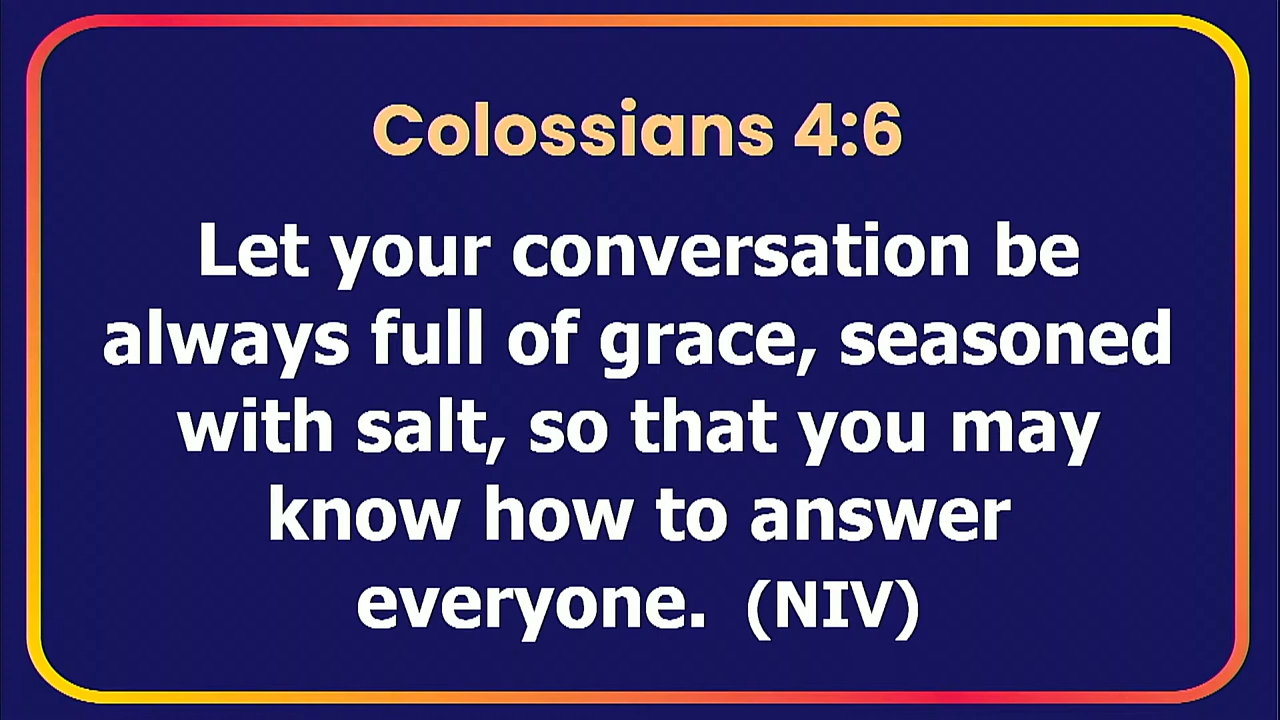 Colossians 4:6
Let your conversation be
always full of grace, seasoned
with salt, so that you may
know how to answer
everyone. (NIV)